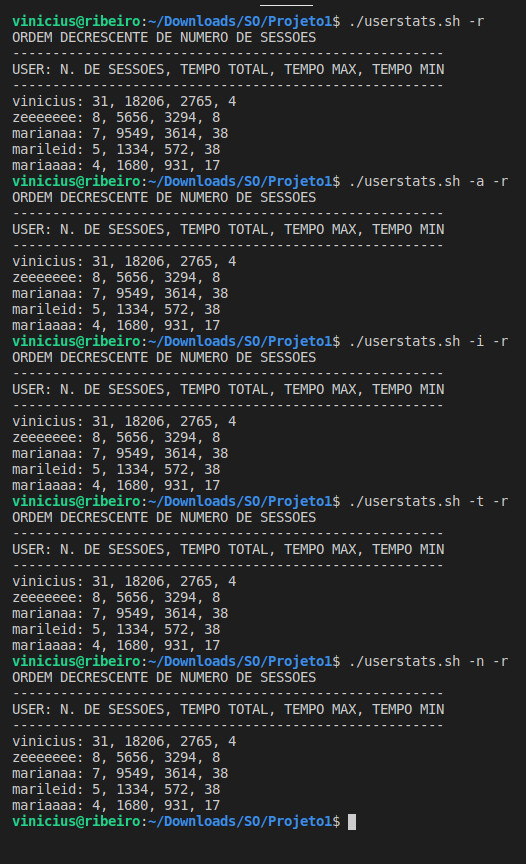 vinicius@ribeiro:~/Downloads/SO/Projeto1$ ./userstats.sh -r
ORDEM DECRESCENTE DE NUMERO DE SESSOES
------------------------------------------------------
USER: N. DE SESSOES, TEMPO TOTAL, TEMPO MAX, TEMPO MIN
------------------------------------------------------
vinicius: 31, 18206, 2765, 4
zeeeeeee: 8, 5656, 3294, 8
marianaa: 7, 9549, 3614, 38
marileid: 5, 1334, 572, 38
mariaaaa: 4, 1680, 931, 17
vinicius@ribeiro:~/Downloads/SO/Projeto1$ ./userstats.sh -a -r
ORDEM DECRESCENTE DE NUMERO DE SESSOES
------------------------------------------------------
USER: N. DE SESSOES, TEMPO TOTAL, TEMPO MAX, TEMPO MIN
------------------------------------------------------
vinicius: 31, 18206, 2765, 4
zeeeeeee: 8, 5656, 3294, 8
marianaa: 7, 9549, 3614, 38
marileid: 5, 1334, 572, 38
mariaaaa: 4, 1680, 931, 17
vinicius@ribeiro:~/Downloads/SO/Projeto1$ ./userstats.sh -i -r
ORDEM DECRESCENTE DE NUMERO DE SESSOES
------------------------------------------------------
USER: N. DE SESSOES, TEMPO TOTAL, TEMPO MAX, TEMPO MIN
------------------------------------------------------
vinicius: 31, 18206, 2765, 4
zeeeeeee: 8, 5656, 3294, 8
marianaa: 7, 9549, 3614, 38
marileid: 5, 1334, 572, 38
mariaaaa: 4, 1680, 931, 17
vinicius@ribeiro:~/Downloads/SO/Projeto1$ ./userstats.sh -t -r
ORDEM DECRESCENTE DE NUMERO DE SESSOES
------------------------------------------------------
USER: N. DE SESSOES, TEMPO TOTAL, TEMPO MAX, TEMPO MIN
------------------------------------------------------
vinicius: 31, 18206, 2765, 4
zeeeeeee: 8, 5656, 3294, 8
marianaa: 7, 9549, 3614, 38
marileid: 5, 1334, 572, 38
mariaaaa: 4, 1680, 931, 17
vinicius@ribeiro:~/Downloads/SO/Projeto1$ ./userstats.sh -n -r
ORDEM DECRESCENTE DE NUMERO DE SESSOES
------------------------------------------------------
USER: N. DE SESSOES, TEMPO TOTAL, TEMPO MAX, TEMPO MIN
------------------------------------------------------
vinicius: 31, 18206, 2765, 4
zeeeeeee: 8, 5656, 3294, 8
marianaa: 7, 9549, 3614, 38
marileid: 5, 1334, 572, 38
mariaaaa: 4, 1680, 931, 17
vinicius@ribeiro:~/Downloads/SO/Projeto1$